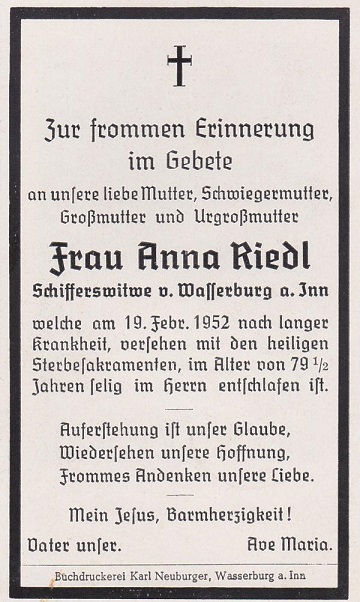 Zur frommen Erinnerung
im Gebete
an unsere liebe Mutter, Schwiegermutter,
Großmutter und Urgroßmutter
Frau Anna Riedl
Schifferswitwe v. Wasserburg a. Inn
welche am 19. Febr. 1952 nach langer
Krankheit, versehen mit den heiligen
Sterbesakramenten, im Alter von 79 1/2
Jahren selig im Herrn entschlafen ist.
Auferstehung ist unser Glaube,
Wiedersehen unsere Hoffnung,
Frommes Andenken unsere Liebe.
Mein Jesus, Barmherzigkeit!
Vater unser. Ave Maria.
Buchdruckerei Karl Neuburger, Wasserburg a. Inn